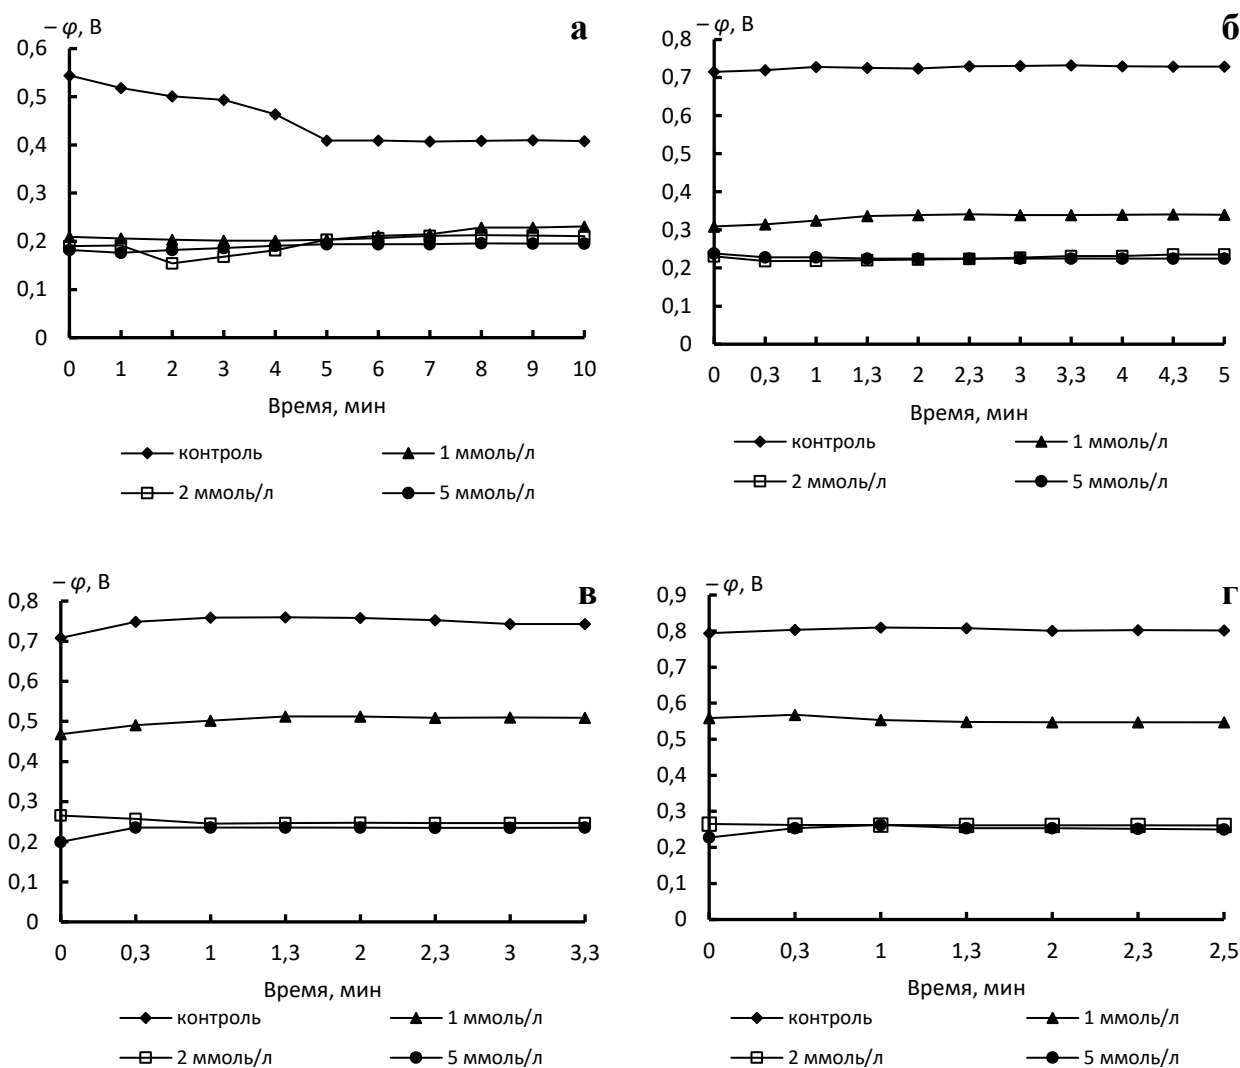 – φ, В
а
0,6
0,5
0,4
0,3
0,2
0,1
0
0 1 2 3 4 5 6 7 8 9 10
Время, мин
контроль 1 ммоль/л
2 ммоль/л 5 ммоль/л
– φ, В
б
0,8
0,7
0,6
0,5
0,4
0,3
0,2
0,1
0
0 0,3 1 1,3 2 2,3 3 3,3 4 4,3 5
Время, мин
контроль 1 ммоль/л
2 ммоль/л 5 ммоль/л
– φ, В
в
0,8
0,7
0,6
0,5
0,4
0,3
0,2
0,1
0
0 0,3 1 1,3 2 2,3 3 3,3
Время, мин
контроль 1 ммоль/л
2 ммоль/л 5 ммоль/л
– φ, В
г
0,9
0,8
0,7
0,6
0,5
0,4
0,3
0,2
0,1
0
0 0,3 1 1,3 2 2,3 2,5
Время, мин
контроль 1 ммоль/л
2 ммоль/л 5 ммоль/л